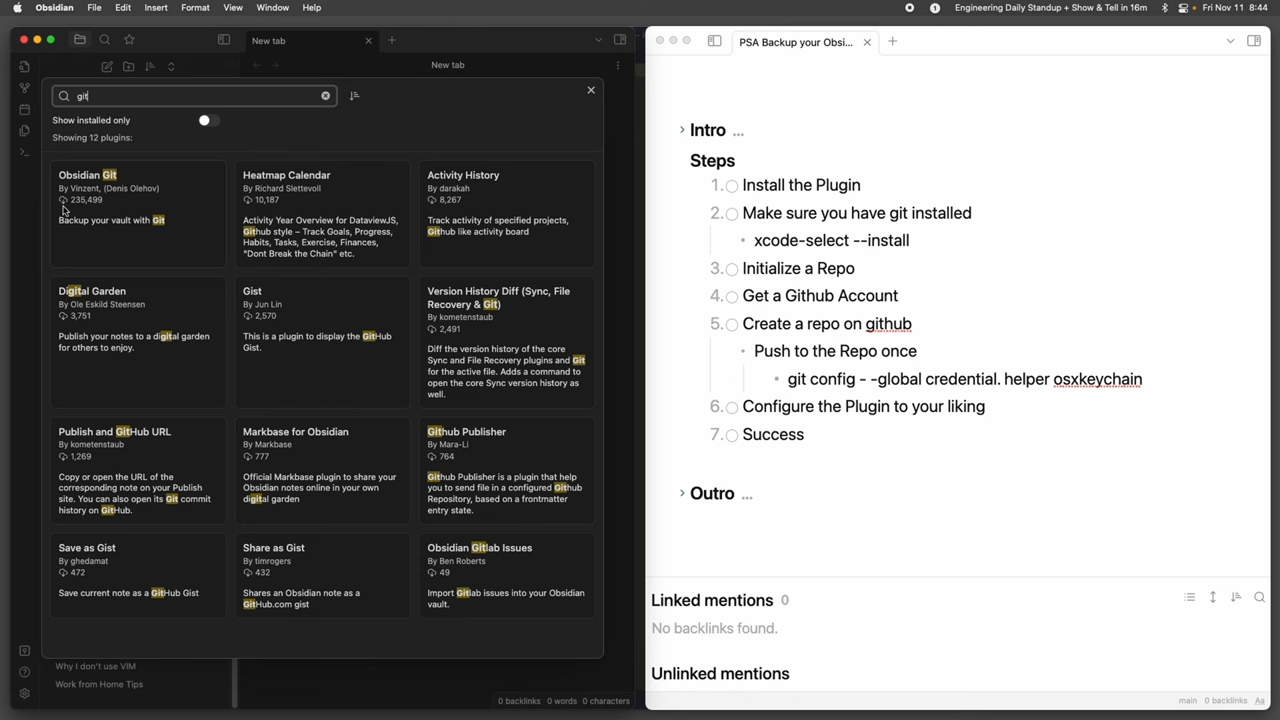 Obsidian File Edit Insert Format View Window Help
1 Engineering Daily Standup + Show & Tell in 16m Fri Nov 11 8:44
New tab
New tab
git
Show installed only
Showing 12 plugins:
Obsidian Git
By Vinzent, (Denis Olehov)
235,499
Backup your vault with Git
Heatmap Calendar
By Richard Slettevoll
10,187
Activity Year Overview for DataviewJS,
Github style – Track Goals, Progress,
Habits, Tasks, Exercise, Finances,
"Dont Break the Chain" etc.
Activity History
By darakah
8,267
Track activity of specified projects,
Github like activity board
Digital Garden
By Ole Eskild Steensen
3,751
Publish your notes to a digital garden
for others to enjoy.
Gist
By Jun Lin
2,570
This is a plugin to display the GitHub
Gist.
Version History Diff (Sync, File
Recovery & Git)
By kometenstaub
2,491
Diff the version history of the core
Sync and File Recovery plugins and Git
for the active file. Adds a command to
open the core Sync version history as
well.
Publish and GitHub URL
By kometenstaub
1,269
Copy or open the URL of the
corresponding note on your Publish
site. You can also open its Git commit
history on GitHub.
Markbase for Obsidian
By Markbase
777
Official Markbase plugin to share your
Obsidian notes online in your own
digital garden
Github Publisher
By Mara-Li
764
Github Publisher is a plugin that help
you to send file in a configured Github
Repository, based on a frontmatter
entry state.
Save as Gist
By ghedamat
472
Save current note as a GitHub Gist
Share as Gist
By timrogers
432
Shares an Obsidian note as a
GitHub.com gist
Obsidian Gitlab Issues
By Ben Roberts
49
Import Gitlab issues into your Obsidian
vault.
Why I don't use VIM
Work from Home Tips
0 backlinks 0 words 0 characters
PSA Backup your Obsi...
Intro ...
Steps
1. Install the Plugin
2. Make sure you have git installed
• xcode-select --install
3. Initialize a Repo
4. Get a Github Account
5. Create a repo on github
• Push to the Repo once
• git config - -global credential. helper osxkeychain
6. Configure the Plugin to your liking
7. Success
Outro ...
Linked mentions 0
No backlinks found.
Unlinked mentions
main 0 backlinks Aa